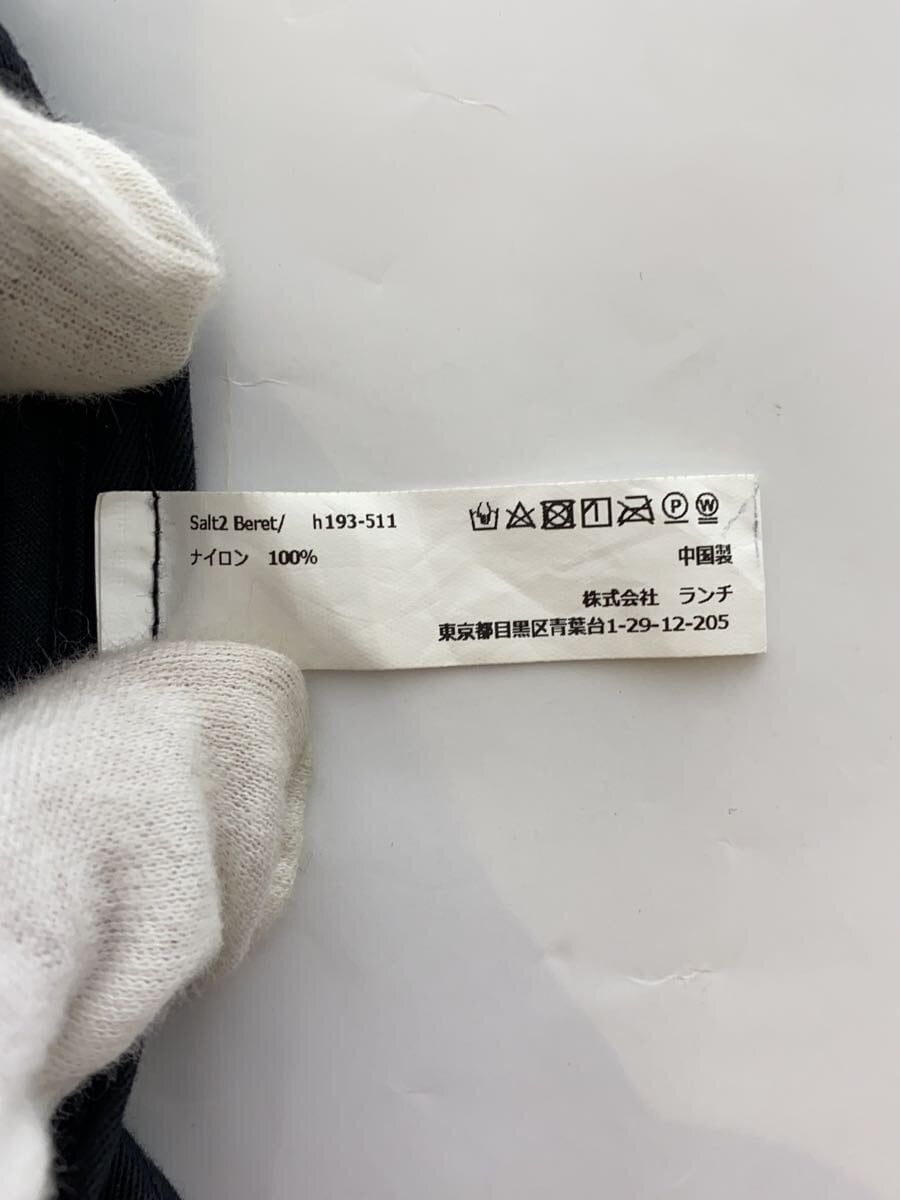 Salt2 Beret/ h193-511
ナイロン 100%
P W
中国製
株式会社 ランチ
東京都目黒区青葉台1-29-12-205